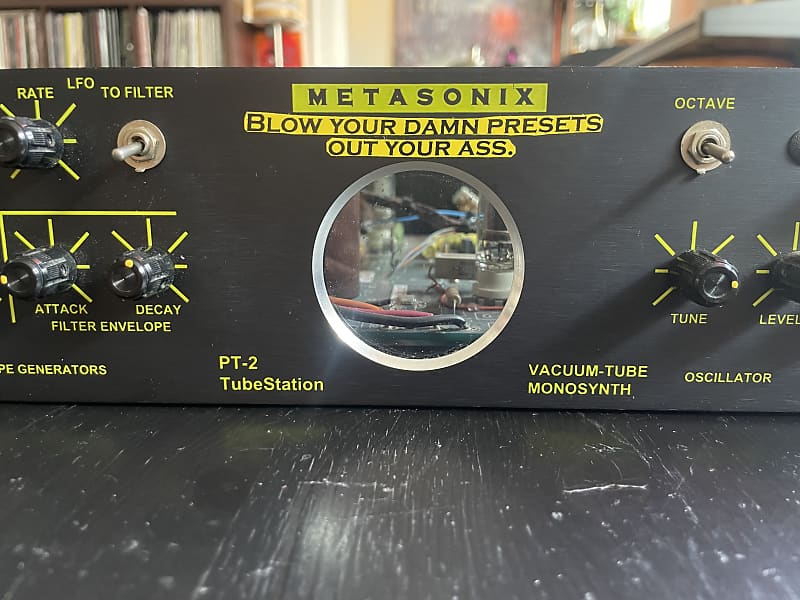 RATE
LFO
TO FILTER
METASONIX
BLOW YOUR DAMN PRESETS
OUT YOUR ASS.
OCTAVE
ATTACK
DECAY
FILTER ENVELOPE
TUNE
LEVEL
PE GENERATORS
PT-2
TubeStation
VACUUM-TUBE
MONOSYNTH
OSCILLATOR